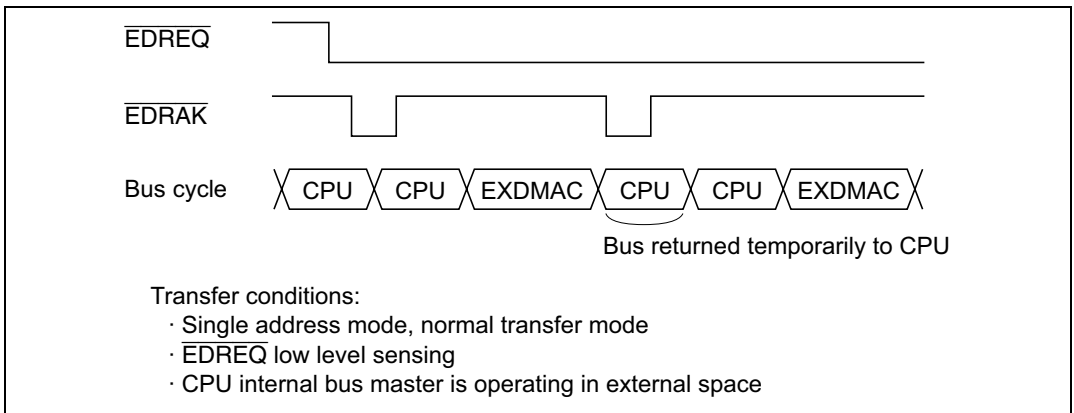 EDREQ
EDRAK
Bus cycle CPU CPU EXDMAC CPU CPU EXDMAC
Bus returned temporarily to CPU
Transfer conditions:
· Single address mode, normal transfer mode
· EDREQ low level sensing
· CPU internal bus master is operating in external space